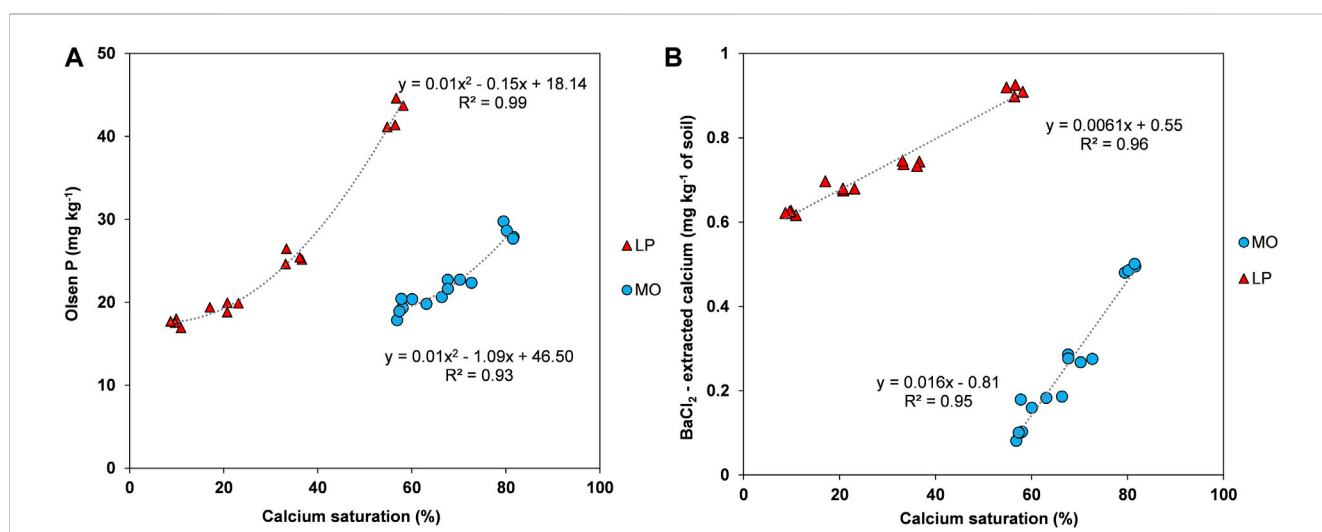 A
50
40
30
20
10
0
Olsen P (mg kg⁻¹)
y = 0.01x² - 0.15x + 18.14
R² = 0.99
y = 0.01x² - 1.09x + 46.50
R² = 0.93
0 20 40 60 80 100
Calcium saturation (%)
LP
MO
B
1
0.8
0.6
0.4
0.2
0
BaCl₂ - extracted calcium (mg kg⁻¹ of soil)
y = 0.0061x + 0.55
R² = 0.96
y = 0.016x - 0.81
R² = 0.95
0 20 40 60 80 100
Calcium saturation (%)
MO
LP